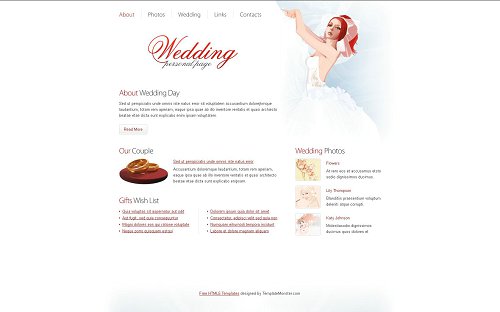 About
Photos
Wedding
Links
Contacts
Wedding
personal page
About Wedding Day
Sed ut perspiciatis unde omnis iste natus error sit voluptatem accusantium doloremque
laudantium, totam rem aperiam, eaque ipsa quae ab illo inventore veritatis et quasi architecto
beatae vitae dicta sunt explicabo enim ipsam voluptatem.
Read More
Our Couple
Sed ut perspiciatis unde omnis iste natus error
Accusantium doloremque laudantium, totam rem aperiam,
eaque ipsa quae ab illo inventore veritatis et quasi architecto
beatae vitae dicta sunt explicabo.
Gifts Wish List
Quia voluptas sit aspernatur aut odit
Aut fugit, sed quia consequuntur
Magni dolores eos qui ratione voluptate
Neque porro quisquam est qui
Dolorem ipsum quia dolor sit amet
Consectetur, adipisci velit sed quia non
Numquam eius modi tempora incidunt
Labore et dolore magnam aliquam
Wedding Photos
Flowers
At vero eos et accusamus et iusto
odio dignissimos ducimus.
Lily Thompson
Blanditiis praesentium voluptatum
deleniti atque corrupti.
Katy Johnson
Molestiae dignissimos
ducimus quos dolores et.
Free HTML5 Templates designed by TemplateMonster.com